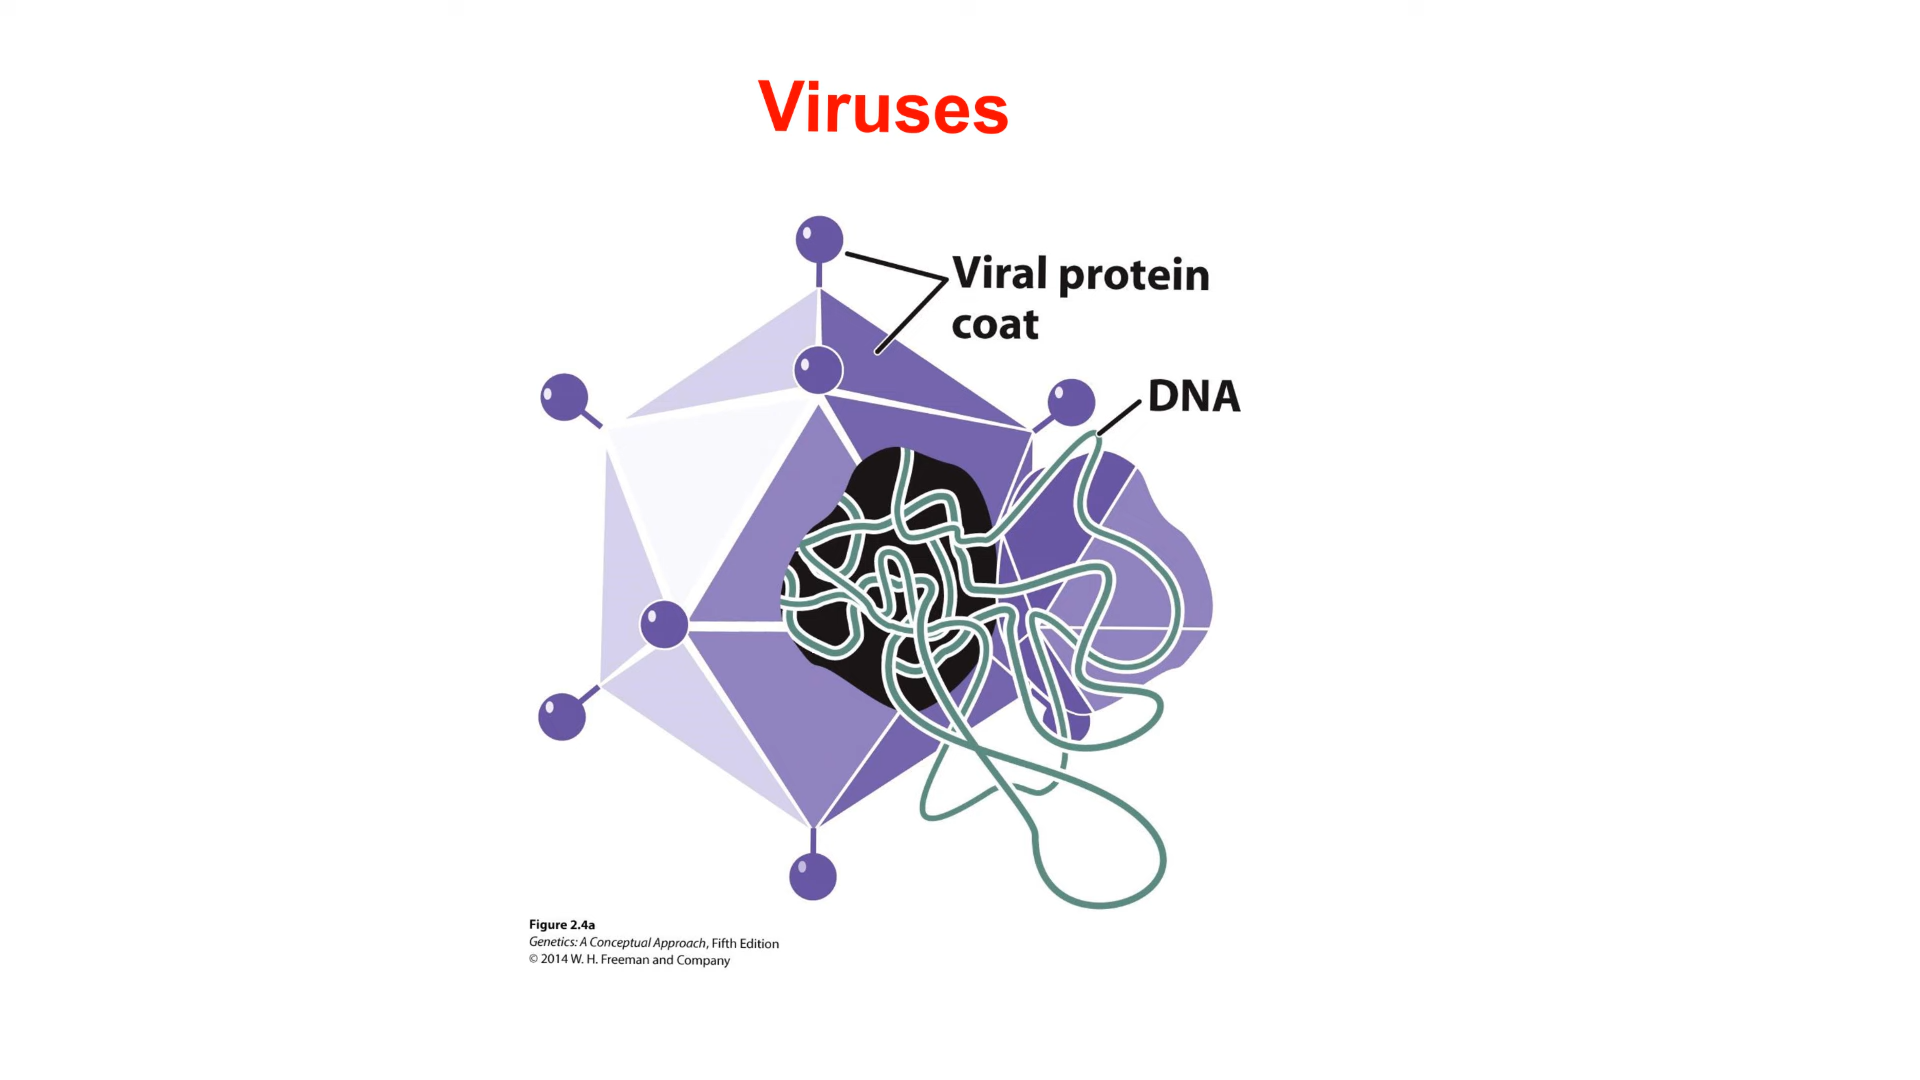 Viruses
Viral protein
coat
DNA
Figure 2.4a
Genetics: A Conceptual Approach, Fifth Edition
© 2014 W. H. Freeman and Company